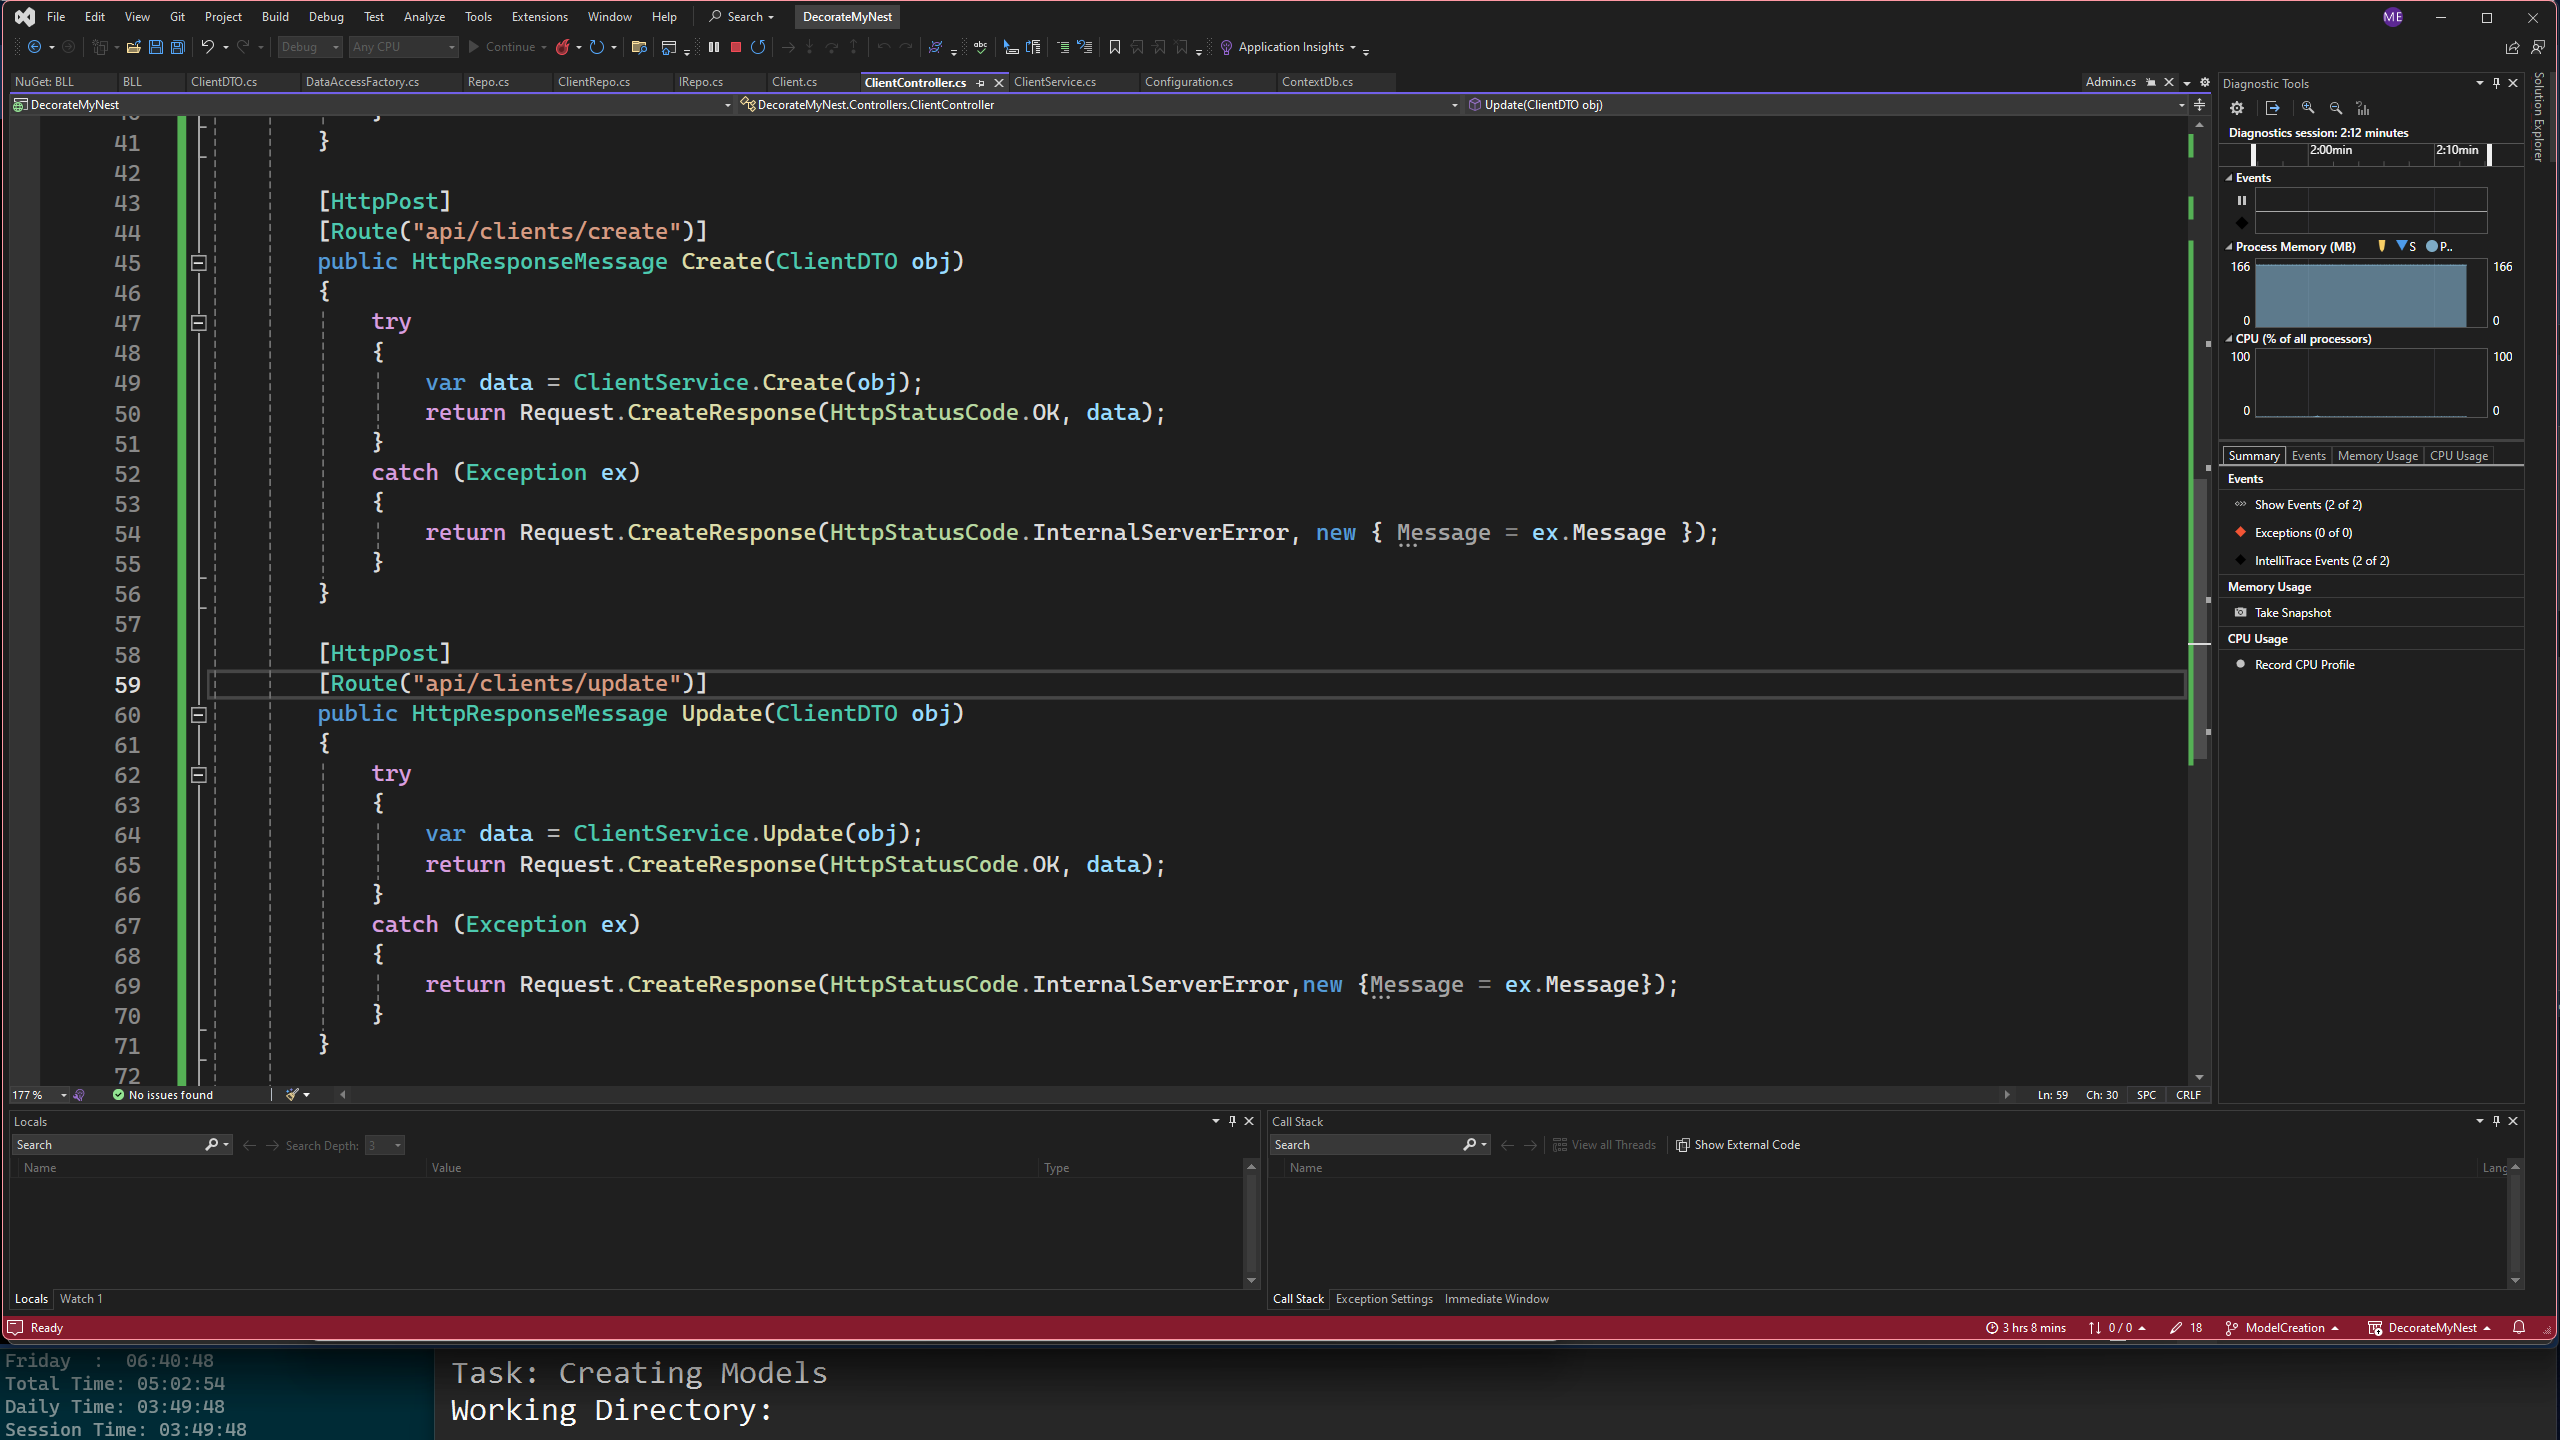 File Edit View Git Project Build Debug Test Analyze Tools Extensions Window Help Search DecorateMyNest ME
Debug Any CPU Continue Application Insights
NuGet: BLL BLL ClientDTO.cs DataAccessFactory.cs Repo.cs ClientRepo.cs IRepo.cs Client.cs ClientController.cs ClientService.cs Configuration.cs ContextDb.cs Admin.cs
DecorateMyNest DecorateMyNest.Controllers.ClientController Update(ClientDTO obj)
41 }
42
43 [HttpPost]
44 [Route("api/clients/create")]
45 public HttpResponseMessage Create(ClientDTO obj)
46 {
47 try
48 {
49 var data = ClientService.Create(obj);
50 return Request.CreateResponse(HttpStatusCode.OK, data);
51 }
52 catch (Exception ex)
53 {
54 return Request.CreateResponse(HttpStatusCode.InternalServerError, new { Message = ex.Message });
55 }
56 }
57
58 [HttpPost]
59 [Route("api/clients/update")]
60 public HttpResponseMessage Update(ClientDTO obj)
61 {
62 try
63 {
64 var data = ClientService.Update(obj);
65 return Request.CreateResponse(HttpStatusCode.OK, data);
66 }
67 catch (Exception ex)
68 {
69 return Request.CreateResponse(HttpStatusCode.InternalServerError,new {Message = ex.Message});
70 }
71 }
72
177 % No issues found Ln: 59 Ch: 30 SPC CRLF
Diagnostic Tools
Diagnostics session: 2:12 minutes
2:00min 2:10min
Events
Process Memory (MB) S P..
166 166
0 0
CPU (% of all processors)
100 100
0 0
Summary Events Memory Usage CPU Usage
Events
Show Events (2 of 2)
Exceptions (0 of 0)
IntelliTrace Events (2 of 2)
Memory Usage
Take Snapshot
CPU Usage
Record CPU Profile
Solution Explorer
Locals
Search Search Depth: 3
Name Value Type
Locals Watch 1
Call Stack
Search View all Threads Show External Code
Name Lang
Call Stack Exception Settings Immediate Window
Ready 3 hrs 8 mins 0 / 0 18 ModelCreation DecorateMyNest
Friday : 06:40:48
Total Time: 05:02:54
Daily Time: 03:49:48
Session Time: 03:49:48
Task: Creating Models
Working Directory: